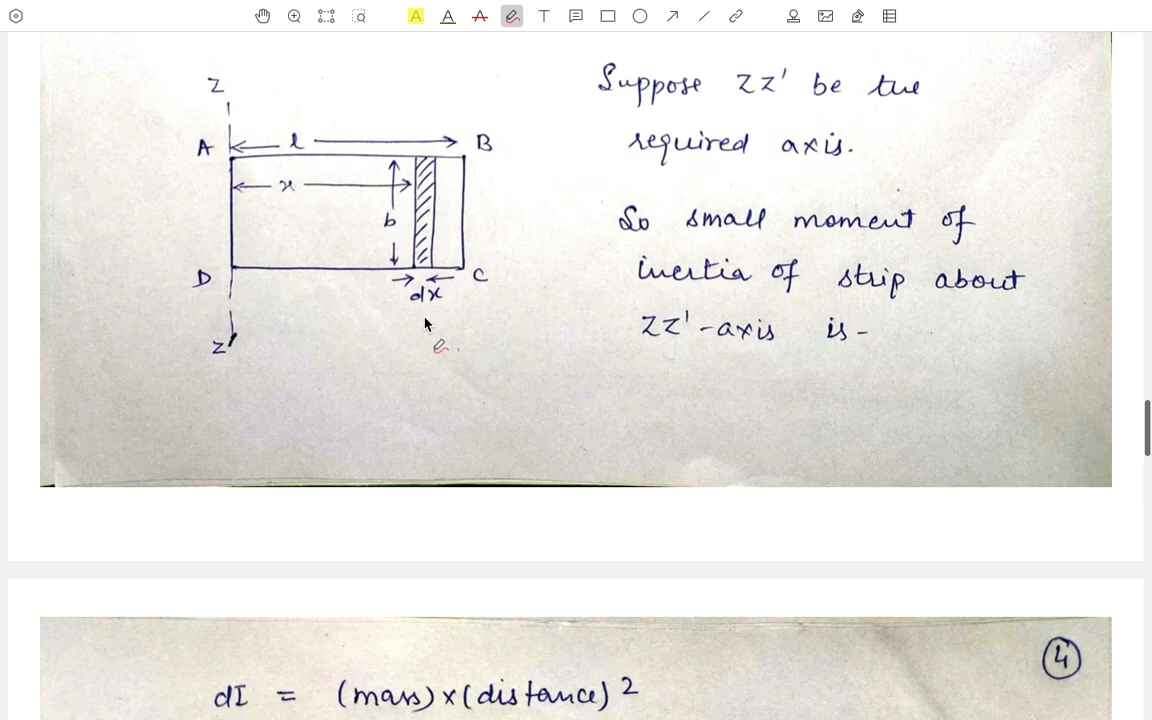 Z
A l B
x
b
D C
dx
Z'
Suppose ZZ' be the
required axis.
So small moment of
inertia of strip about
ZZ'-axis is-
4
dI = (mass)x(distance)2